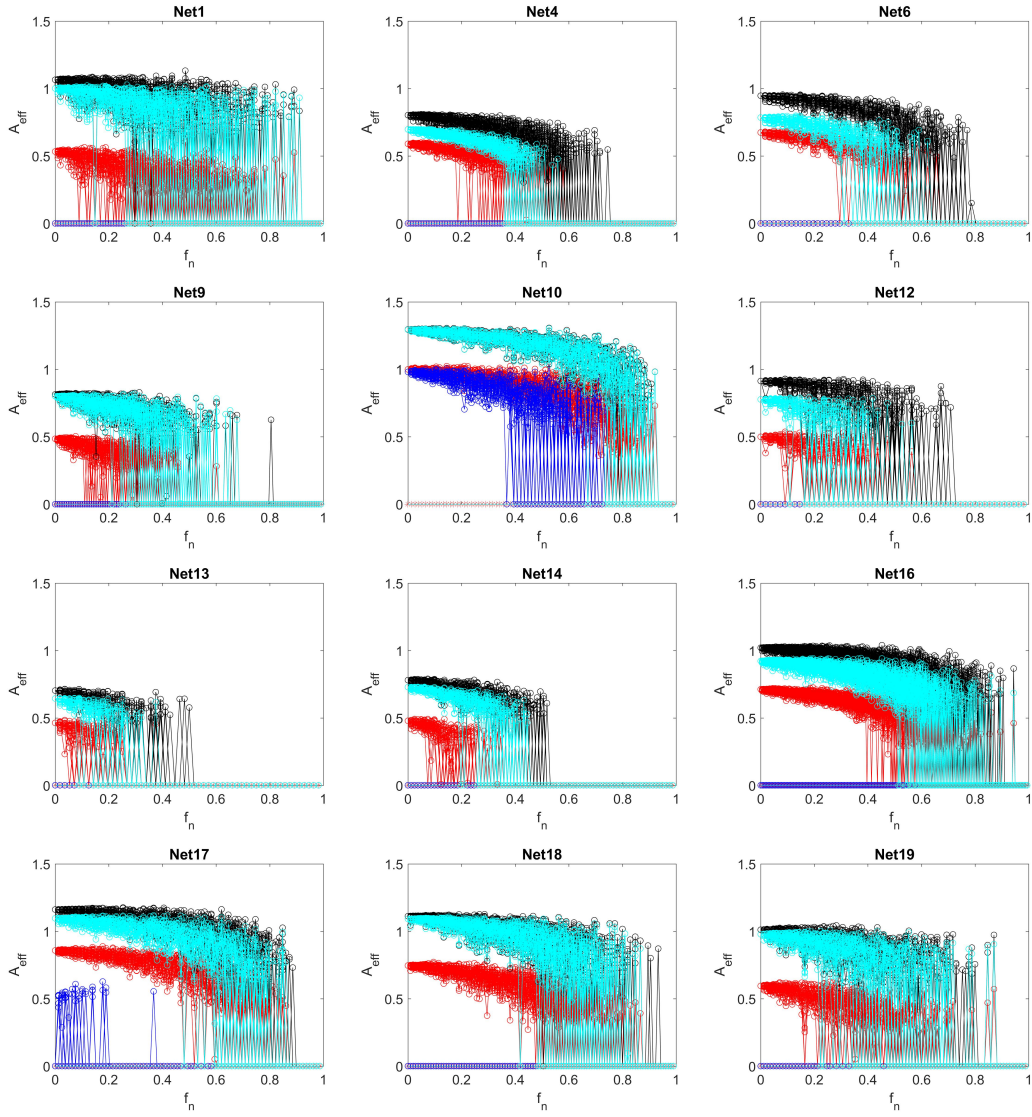 Net1 Net4 Net6
1.5 1.5 1.5
1 1 1
A_eff A_eff A_eff
0.5 0.5 0.5
0 0 0
0 0.2 0.4 0.6 0.8 1 0 0.2 0.4 0.6 0.8 1 0 0.2 0.4 0.6 0.8 1
f_n f_n f_n
Net9 Net10 Net12
1.5 1.5 1.5
1 1 1
A_eff A_eff A_eff
0.5 0.5 0.5
0 0 0
0 0.2 0.4 0.6 0.8 1 0 0.2 0.4 0.6 0.8 1 0 0.2 0.4 0.6 0.8 1
f_n f_n f_n
Net13 Net14 Net16
1.5 1.5 1.5
1 1 1
A_eff A_eff A_eff
0.5 0.5 0.5
0 0 0
0 0.2 0.4 0.6 0.8 1 0 0.2 0.4 0.6 0.8 1 0 0.2 0.4 0.6 0.8 1
f_n f_n f_n
Net17 Net18 Net19
1.5 1.5 1.5
1 1 1
A_eff A_eff A_eff
0.5 0.5 0.5
0 0 0
0 0.2 0.4 0.6 0.8 1 0 0.2 0.4 0.6 0.8 1 0 0.2 0.4 0.6 0.8 1
f_n f_n f_n